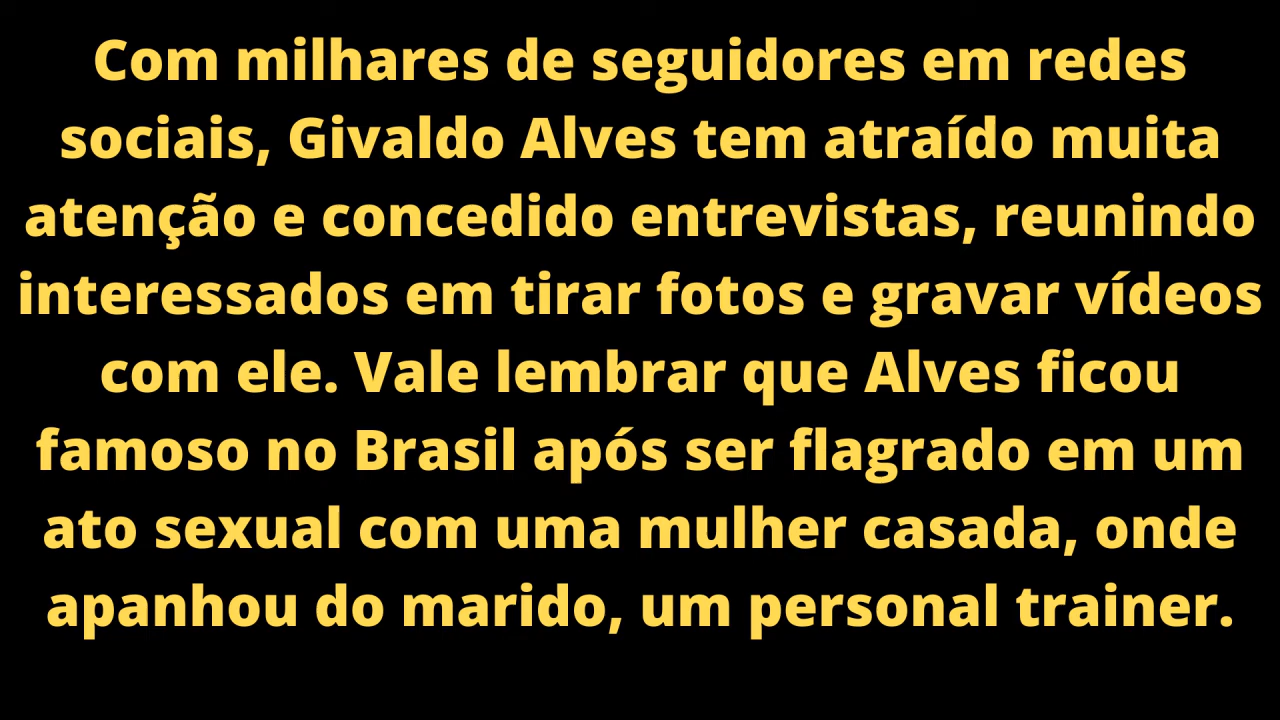 Com milhares de seguidores em redes
sociais, Givaldo Alves tem atraído muita
atenção e concedido entrevistas, reunindo
interessados em tirar fotos e gravar vídeos
com ele. Vale lembrar que Alves ficou
famoso no Brasil após ser flagrado em um
ato sexual com uma mulher casada, onde
apanhou do marido, um personal trainer.